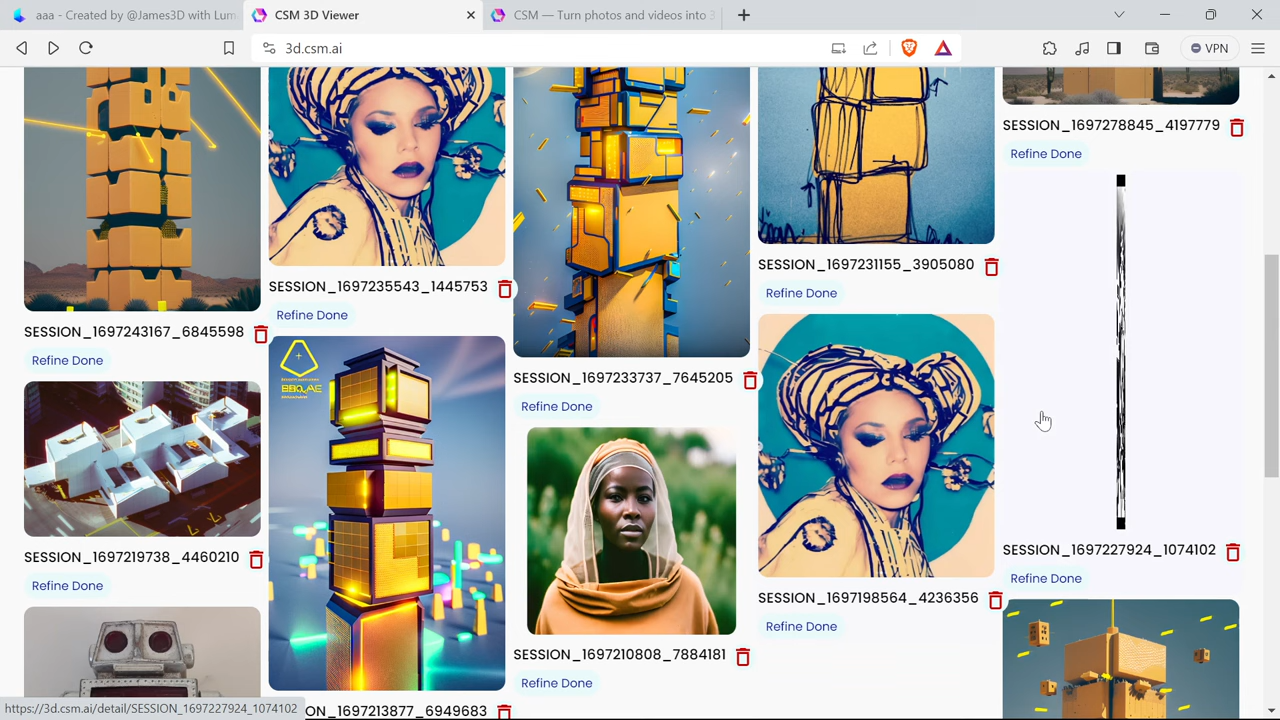 aaa - Created by @James3D with Lum
CSM 3D Viewer
CSM — Turn photos and videos into 3
3d.csm.ai
VPN
SESSION_1697243167_6845598
Refine Done
SESSION_1697219738_4460210
Refine Done
SESSION_1697235543_1445753
Refine Done
ON_1697213877_6949683
SESSION_1697233737_7645205
Refine Done
SESSION_1697210808_7884181
Refine Done
SESSION_1697231155_3905080
Refine Done
SESSION_1697198564_4236356
Refine Done
SESSION_1697278845_4197779
Refine Done
SESSION_1697227924_1074102
Refine Done
https://3d.csm.ai/detail/SESSION_1697227924_1074102